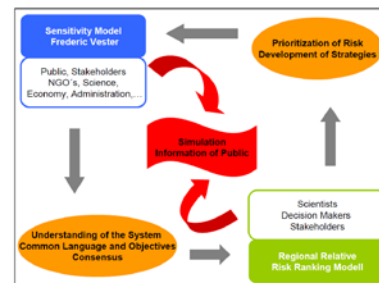 Sensitivity Model
Frederic Vester
Public, Stakeholders
NGO´s, Science,
Economy, Administration,...
Prioritization of Risk
Development of Strategies
Simulation
Information of Public
Scientists
Decision Makers
Stakeholders
Understanding of the System
Common Language and Objectives
Consensus
Regional Relative
Risk Ranking Modell